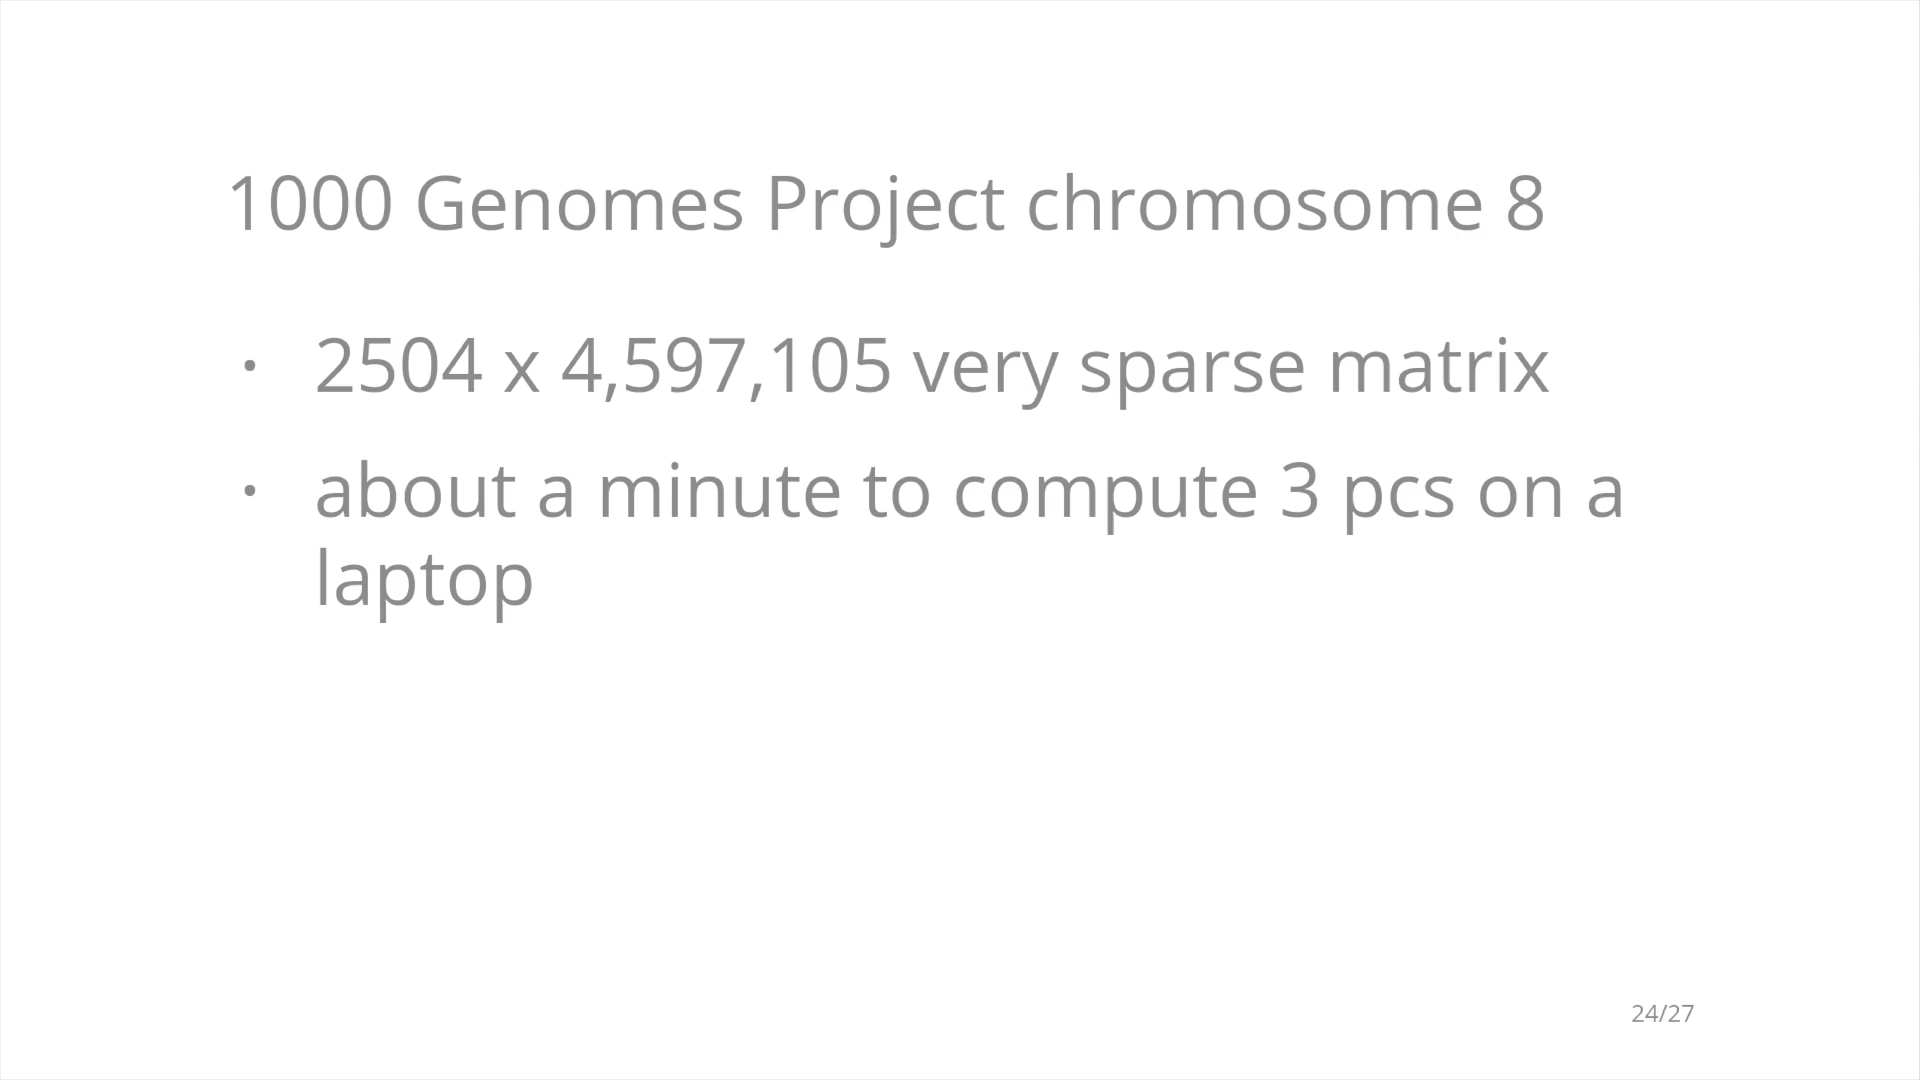 1000 Genomes Project chromosome 8
· 2504 x 4,597,105 very sparse matrix
· about a minute to compute 3 pcs on a
laptop
24/27